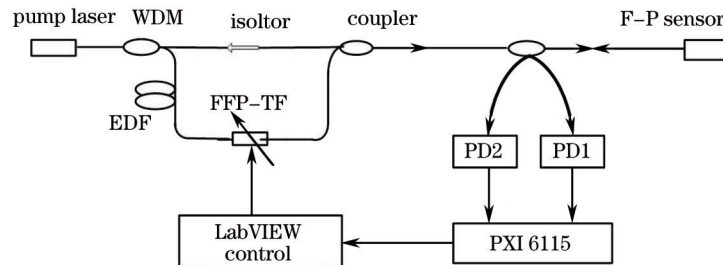 pump laser
WDM
isoltor
coupler
F-P sensor
EDF
FFP-TF
PD2
PD1
LabVIEW
control
PXI 6115